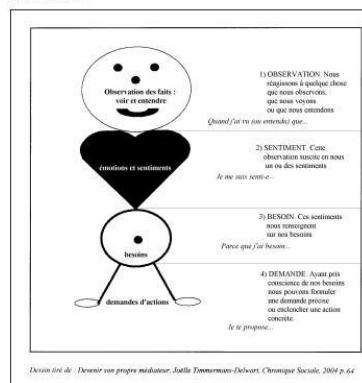 Observation des faits :
voir et entendre
émotions et sentiments
besoins
demandes d'actions
1) OBSERVATION. Nous
réagissons à quelque chose
que nous observons,
que nous voyons
ou que nous entendons
Quand j'ai vu (ou entendu) que...
2) SENTIMENT. Cette
observation suscite en nous
un ou des sentiments
Je me suis senti-e--
3) BESOIN. Ces sentiments
nous renseignent
sur nos besoins
Parce que j'ai besoin...
4) DEMANDE. Ayant pris
conscience de nos besoins
nous pouvons formuler
une demande précise
ou enclencher une action
concrète.
Je te propose...
Dessin tiré de : Devenir son propre médiateur, Joëlle Timmermans-Delwart, Chronique Sociale, 2004 p. 64